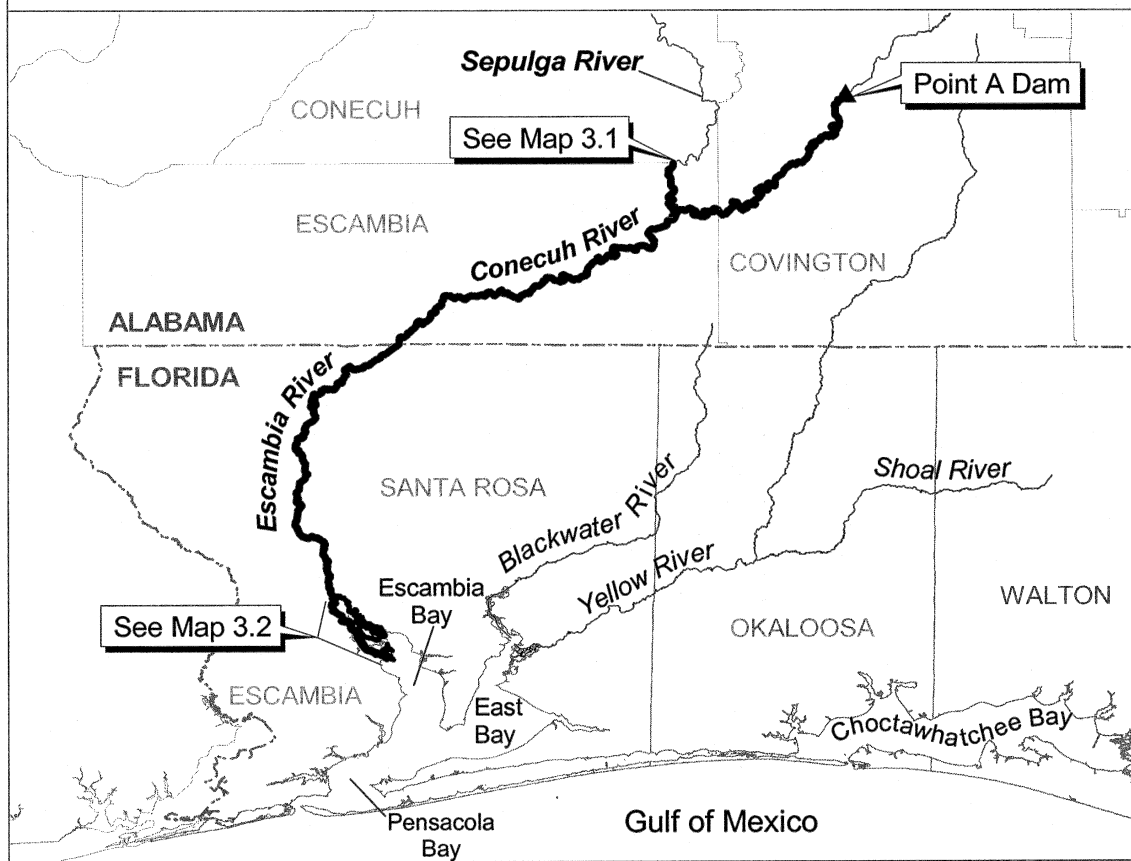 Sepulga River
Point A Dam
CONECUH
See Map 3.1
ESCAMBIA
Conecuh River
COVINGTON
ALABAMA
FLORIDA
Escambia River
SANTA ROSA
Shoal River
Blackwater River
Yellow River
Escambia
Bay
WALTON
See Map 3.2
OKALOOSA
ESCAMBIA
East
Bay
Choctawhatchee Bay
Pensacola
Bay
Gulf of Mexico